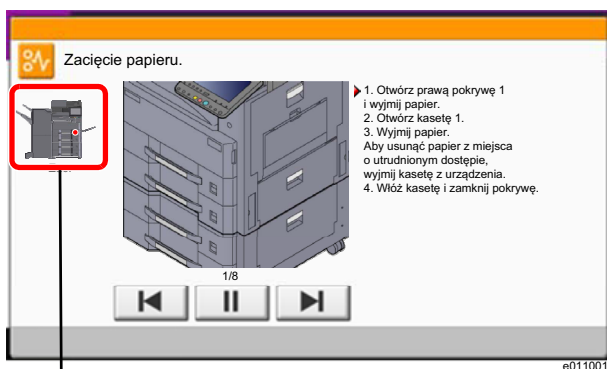 Zacięcie papieru.
1. Otwórz prawą pokrywę 1
i wyjmij papier.
2. Otwórz kasetę 1.
3. Wyjmij papier.
Aby usunąć papier z miejsca
o utrudnionym dostępie,
wyjmij kasetę z urządzenia.
4. Włóż kasetę i zamknij pokrywę.
1/8
e011001